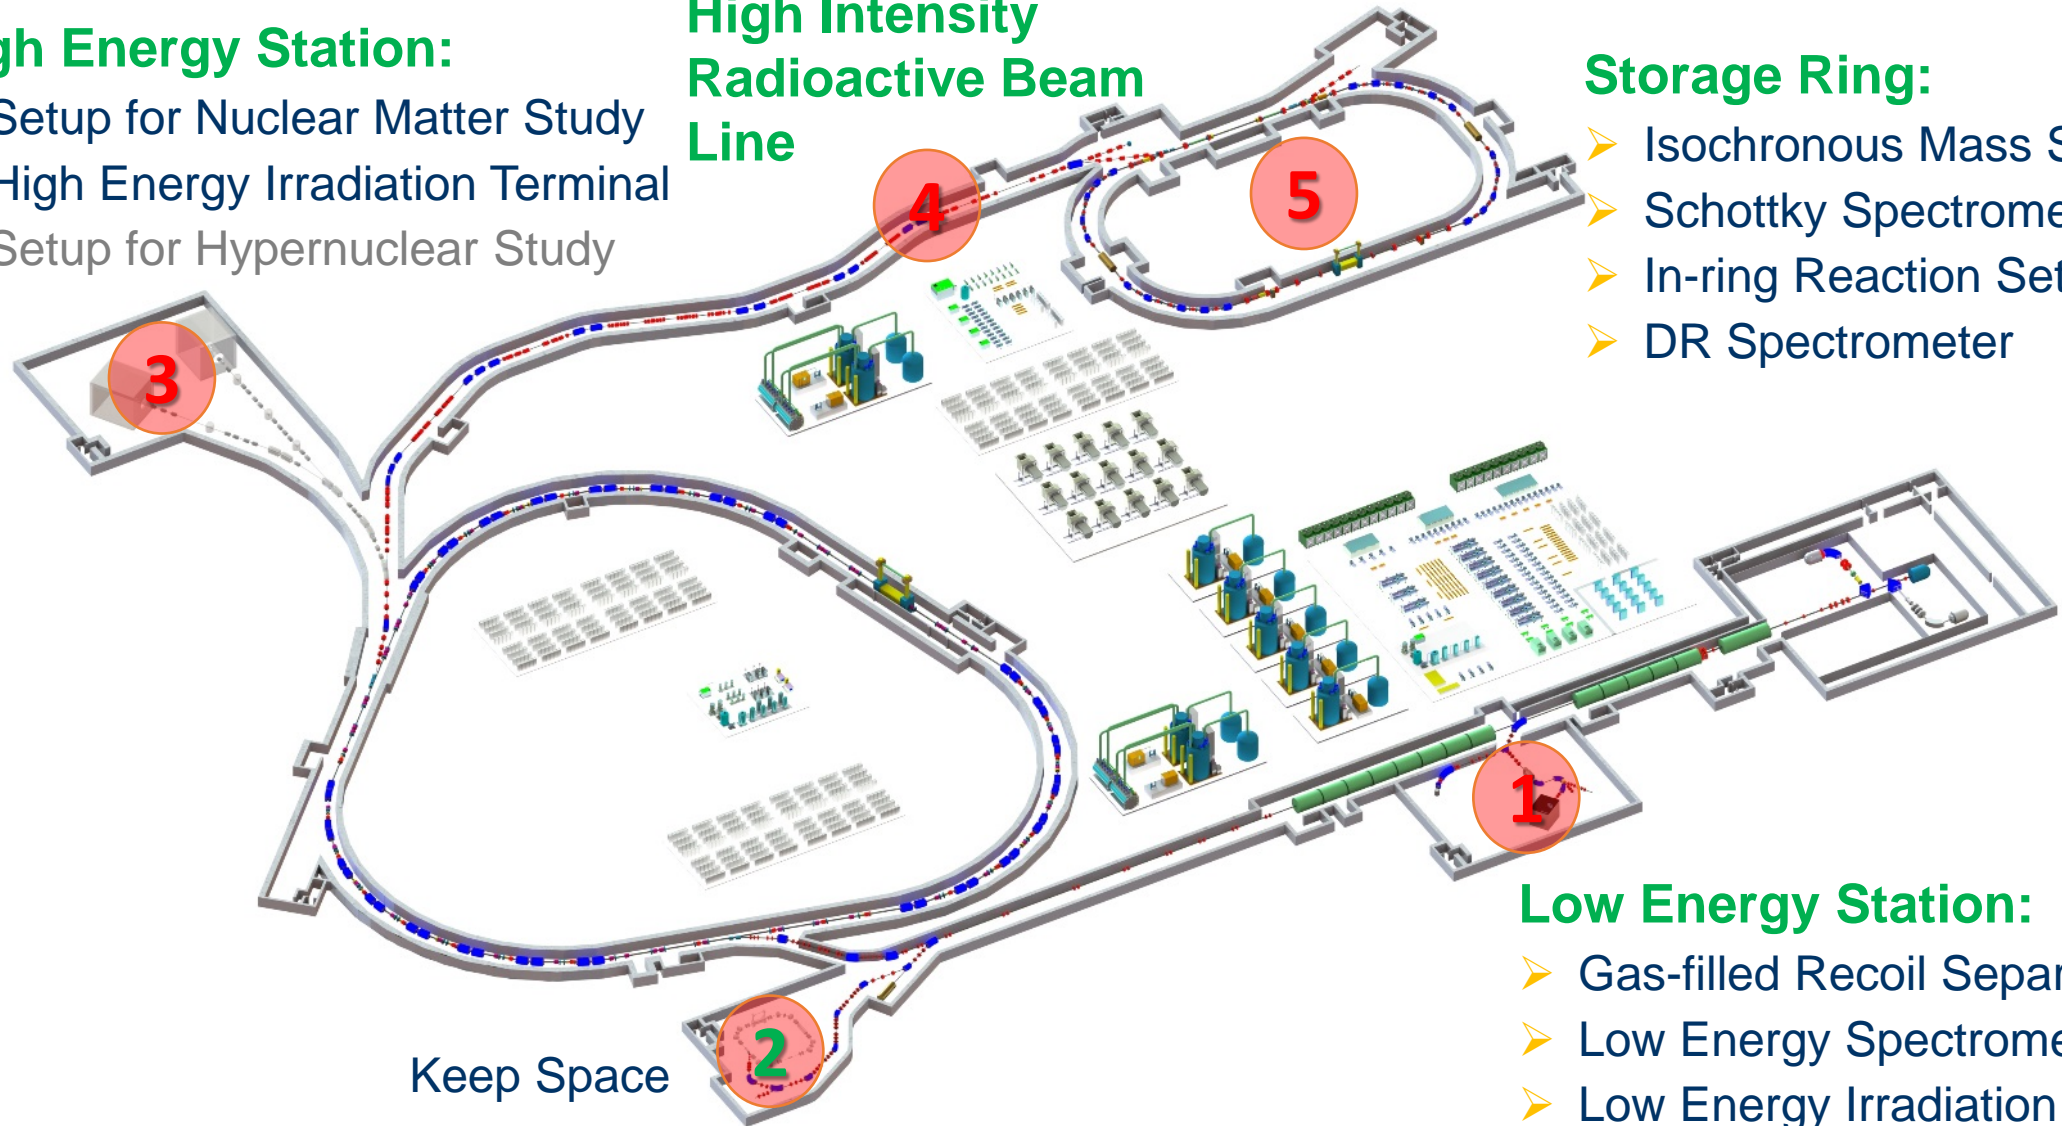 gh Energy Station:
Setup for Nuclear Matter Study
High Energy Irradiation Terminal
Setup for Hypernuclear Study
High Intensity
Radioactive Beam
Line
Storage Ring:
Isochronous Mass S
Schottky Spectrome
In-ring Reaction Set
DR Spectrometer
4
5
3
1
2
Keep Space
Low Energy Station:
Gas-filled Recoil Separ
Low Energy Spectrome
Low Energy Irradiation